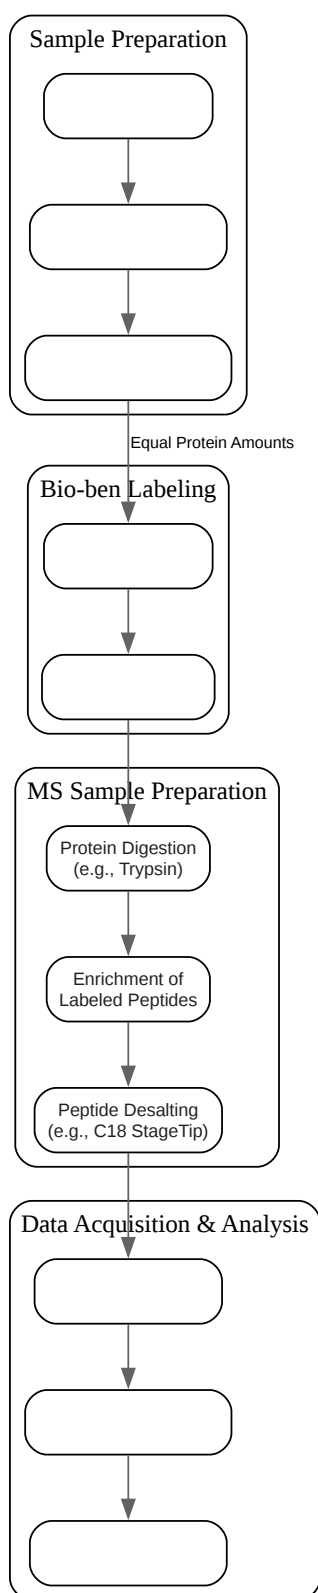 Sample Preparation
Equal Protein Amounts
Bio-ben Labeling
MS Sample Preparation
Protein Digestion
(e.g., Trypsin)
Enrichment of
Labeled Peptides
Peptide Desalting
(e.g., C18 StageTip)
Data Acquisition & Analysis